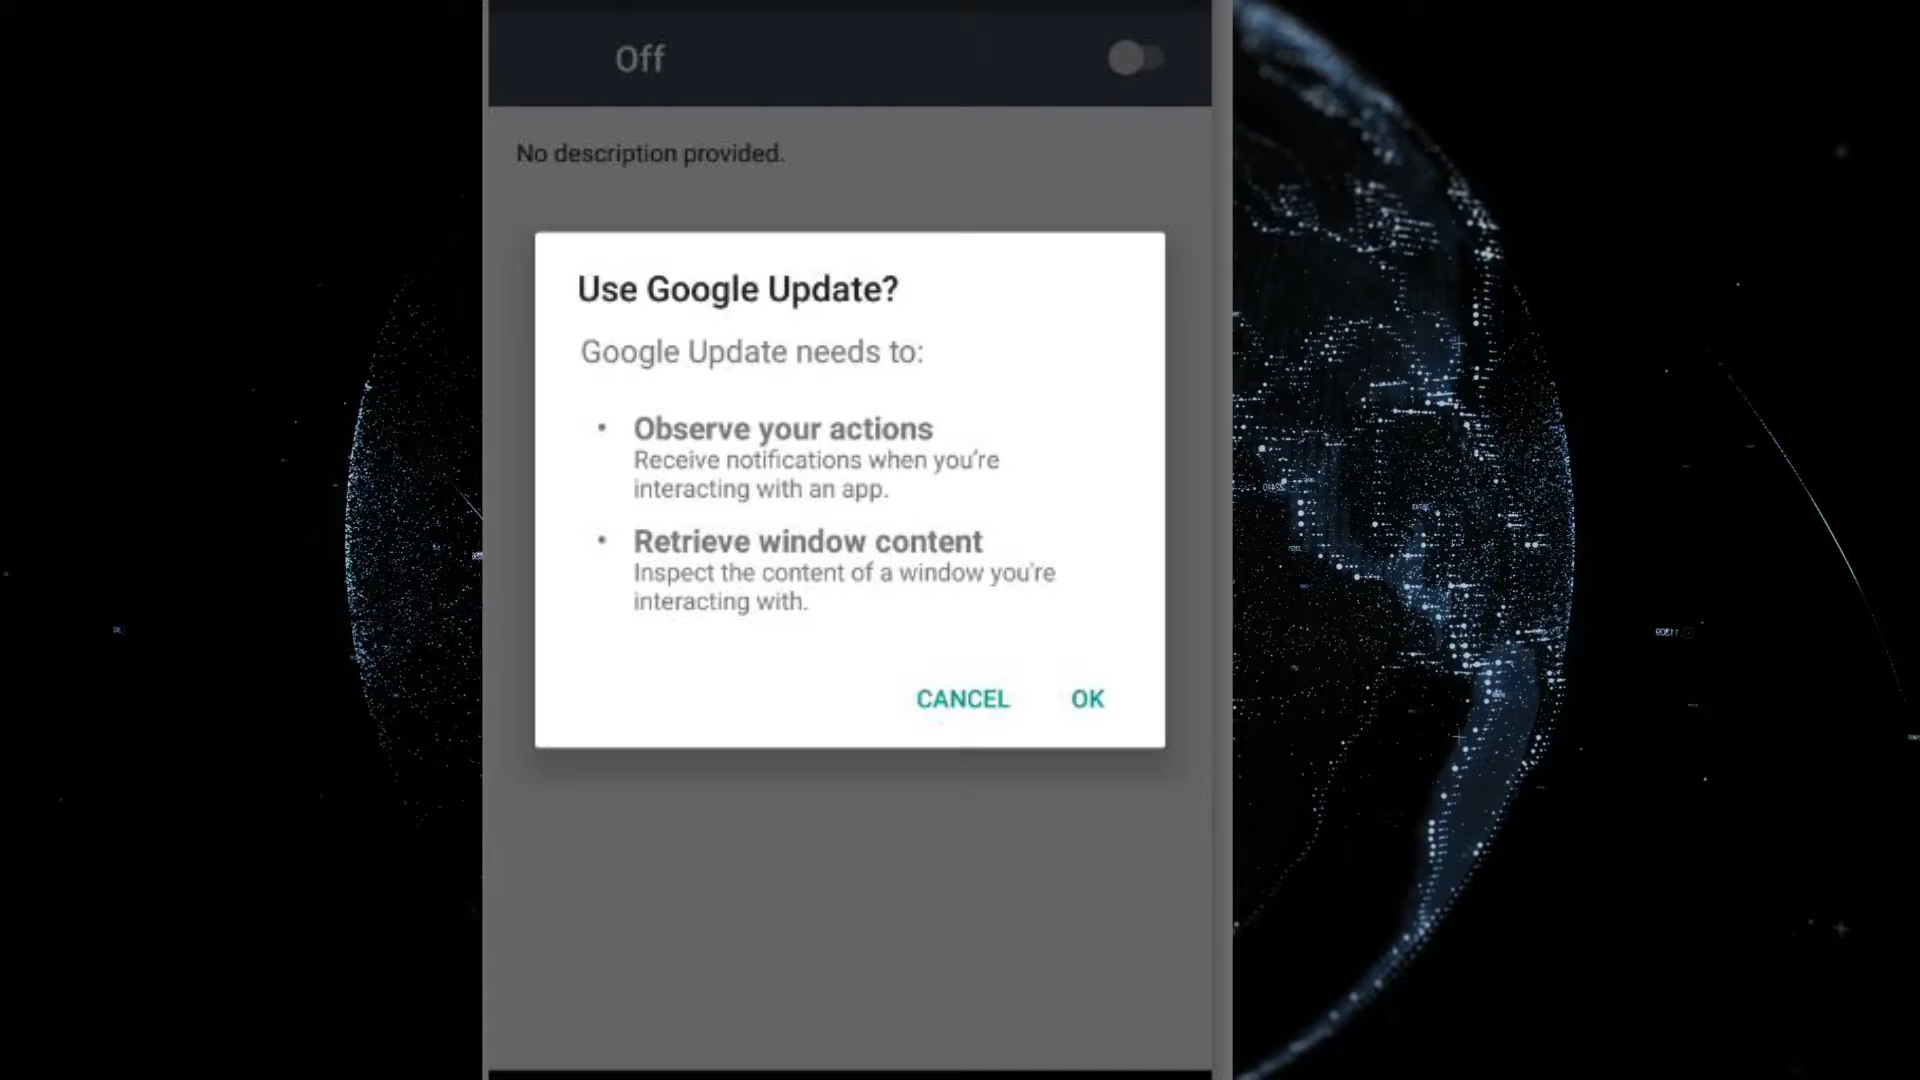 Off
No description provided.
Use Google Update?
Google Update needs to:
• Observe your actions
Receive notifications when you're
interacting with an app.
• Retrieve window content
Inspect the content of a window you're
interacting with.
CANCEL OK